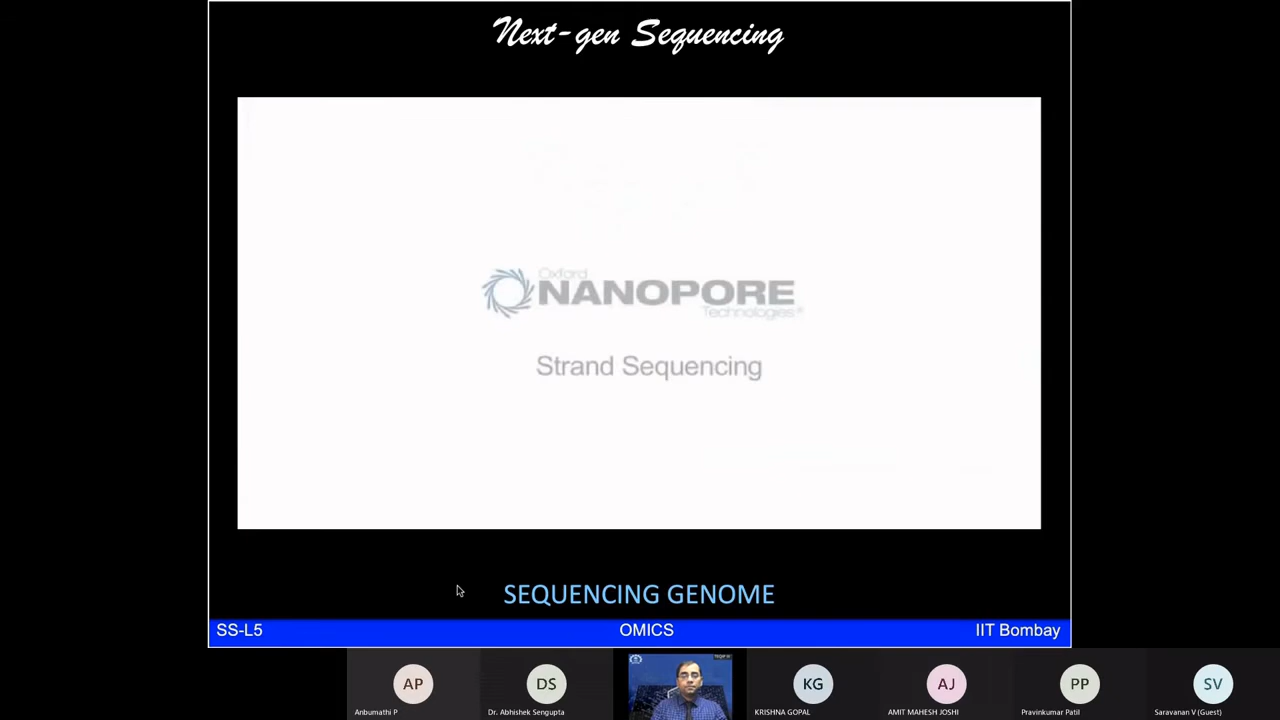 Next-gen Sequencing
Oxford
NANOPORE
Technologies®
Strand Sequencing
SEQUENCING GENOME
SS-L5 OMICS IIT Bombay
AP DS KG AJ PP SV
Anbumathi P Dr. Abhishek Sengupta KRISHNA GOPAL AMIT MAHESH JOSHI Pravinkumar Patil Saravanan V (Guest)